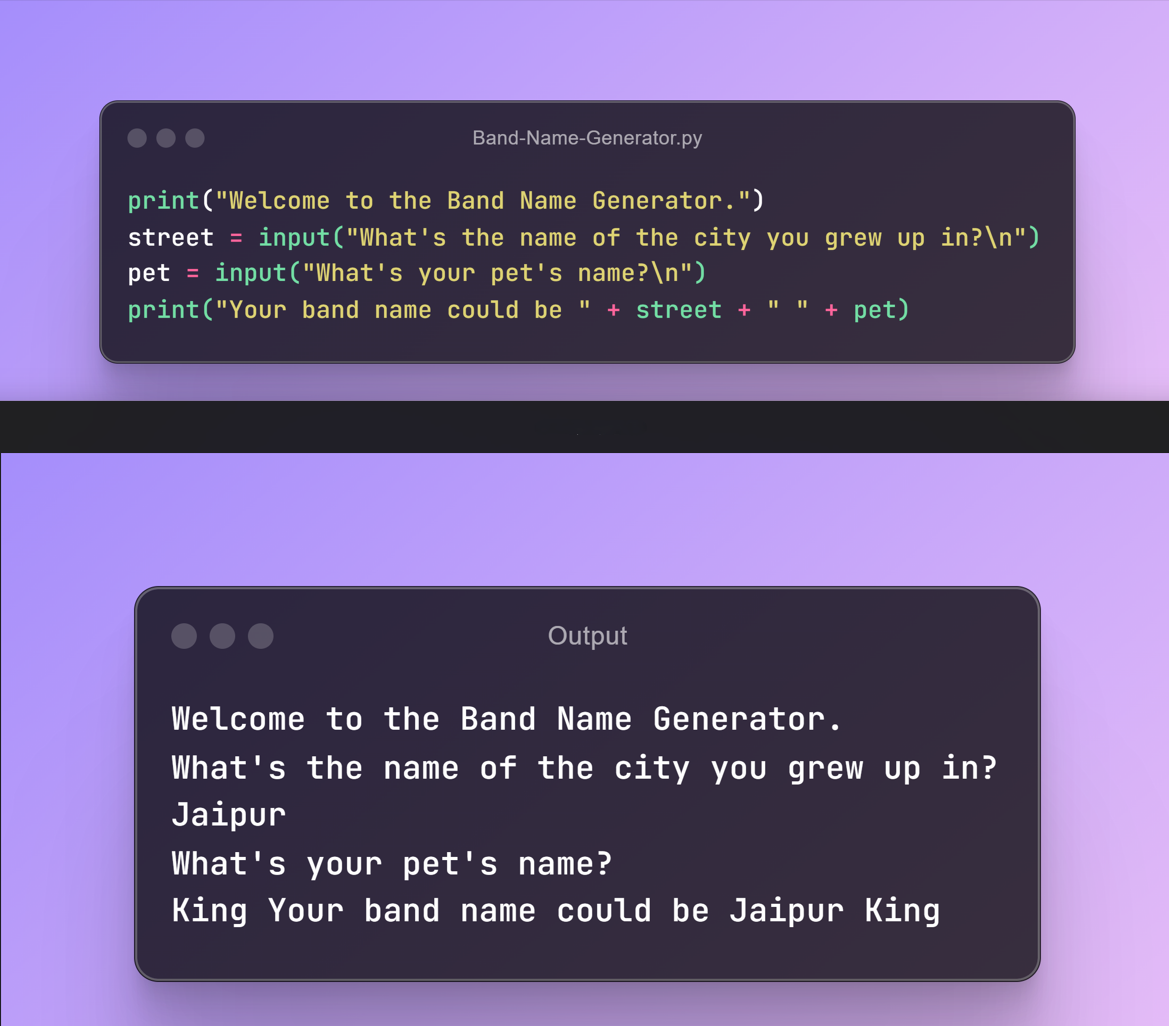 Band-Name-Generator.py
print("Welcome to the Band Name Generator.")
street = input("What's the name of the city you grew up in?\n")
pet = input("What's your pet's name?\n")
print("Your band name could be " + street + " " + pet)
Output
Welcome to the Band Name Generator.
What's the name of the city you grew up in?
Jaipur
What's your pet's name?
King Your band name could be Jaipur King